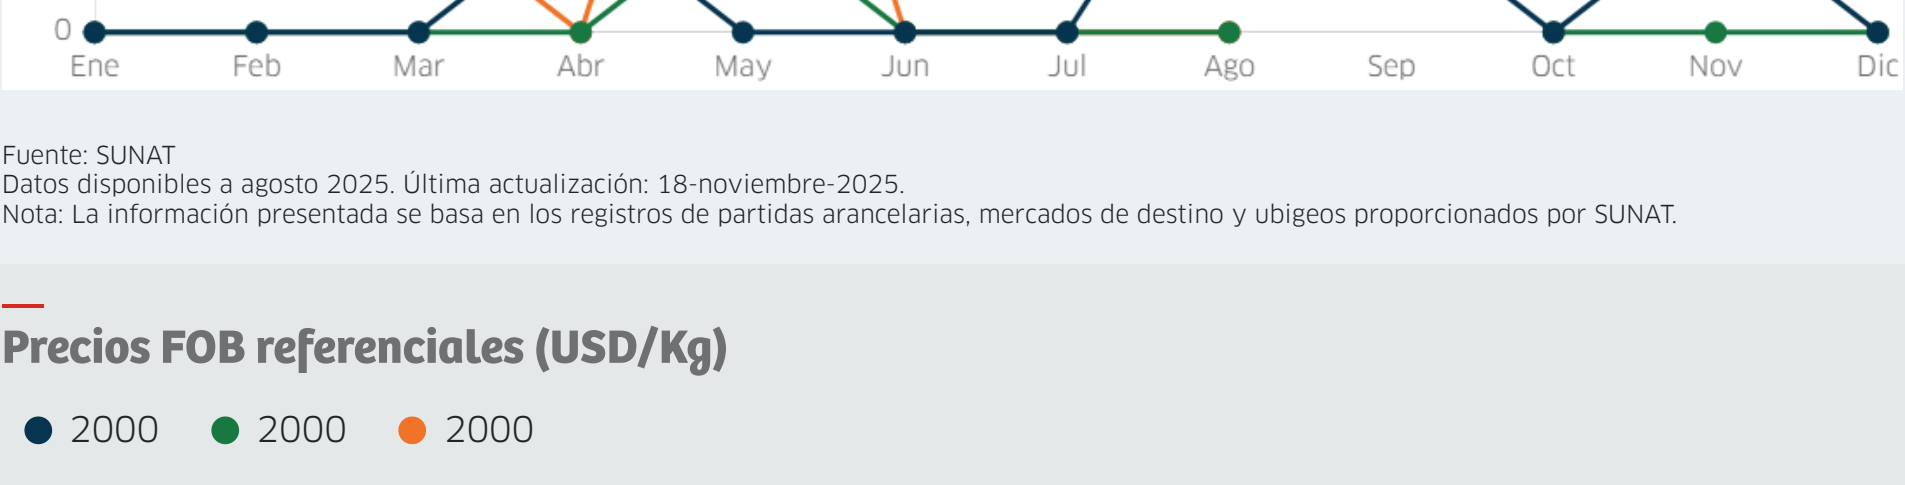 0
Ene Feb Mar Abr May Jun Jul Ago Sep Oct Nov Dic
Fuente: SUNAT
Datos disponibles a agosto 2025. Última actualización: 18-noviembre-2025.
Nota: La información presentada se basa en los registros de partidas arancelarias, mercados de destino y ubigeos proporcionados por SUNAT.
Precios FOB referenciales (USD/Kg)
2000 2000 2000